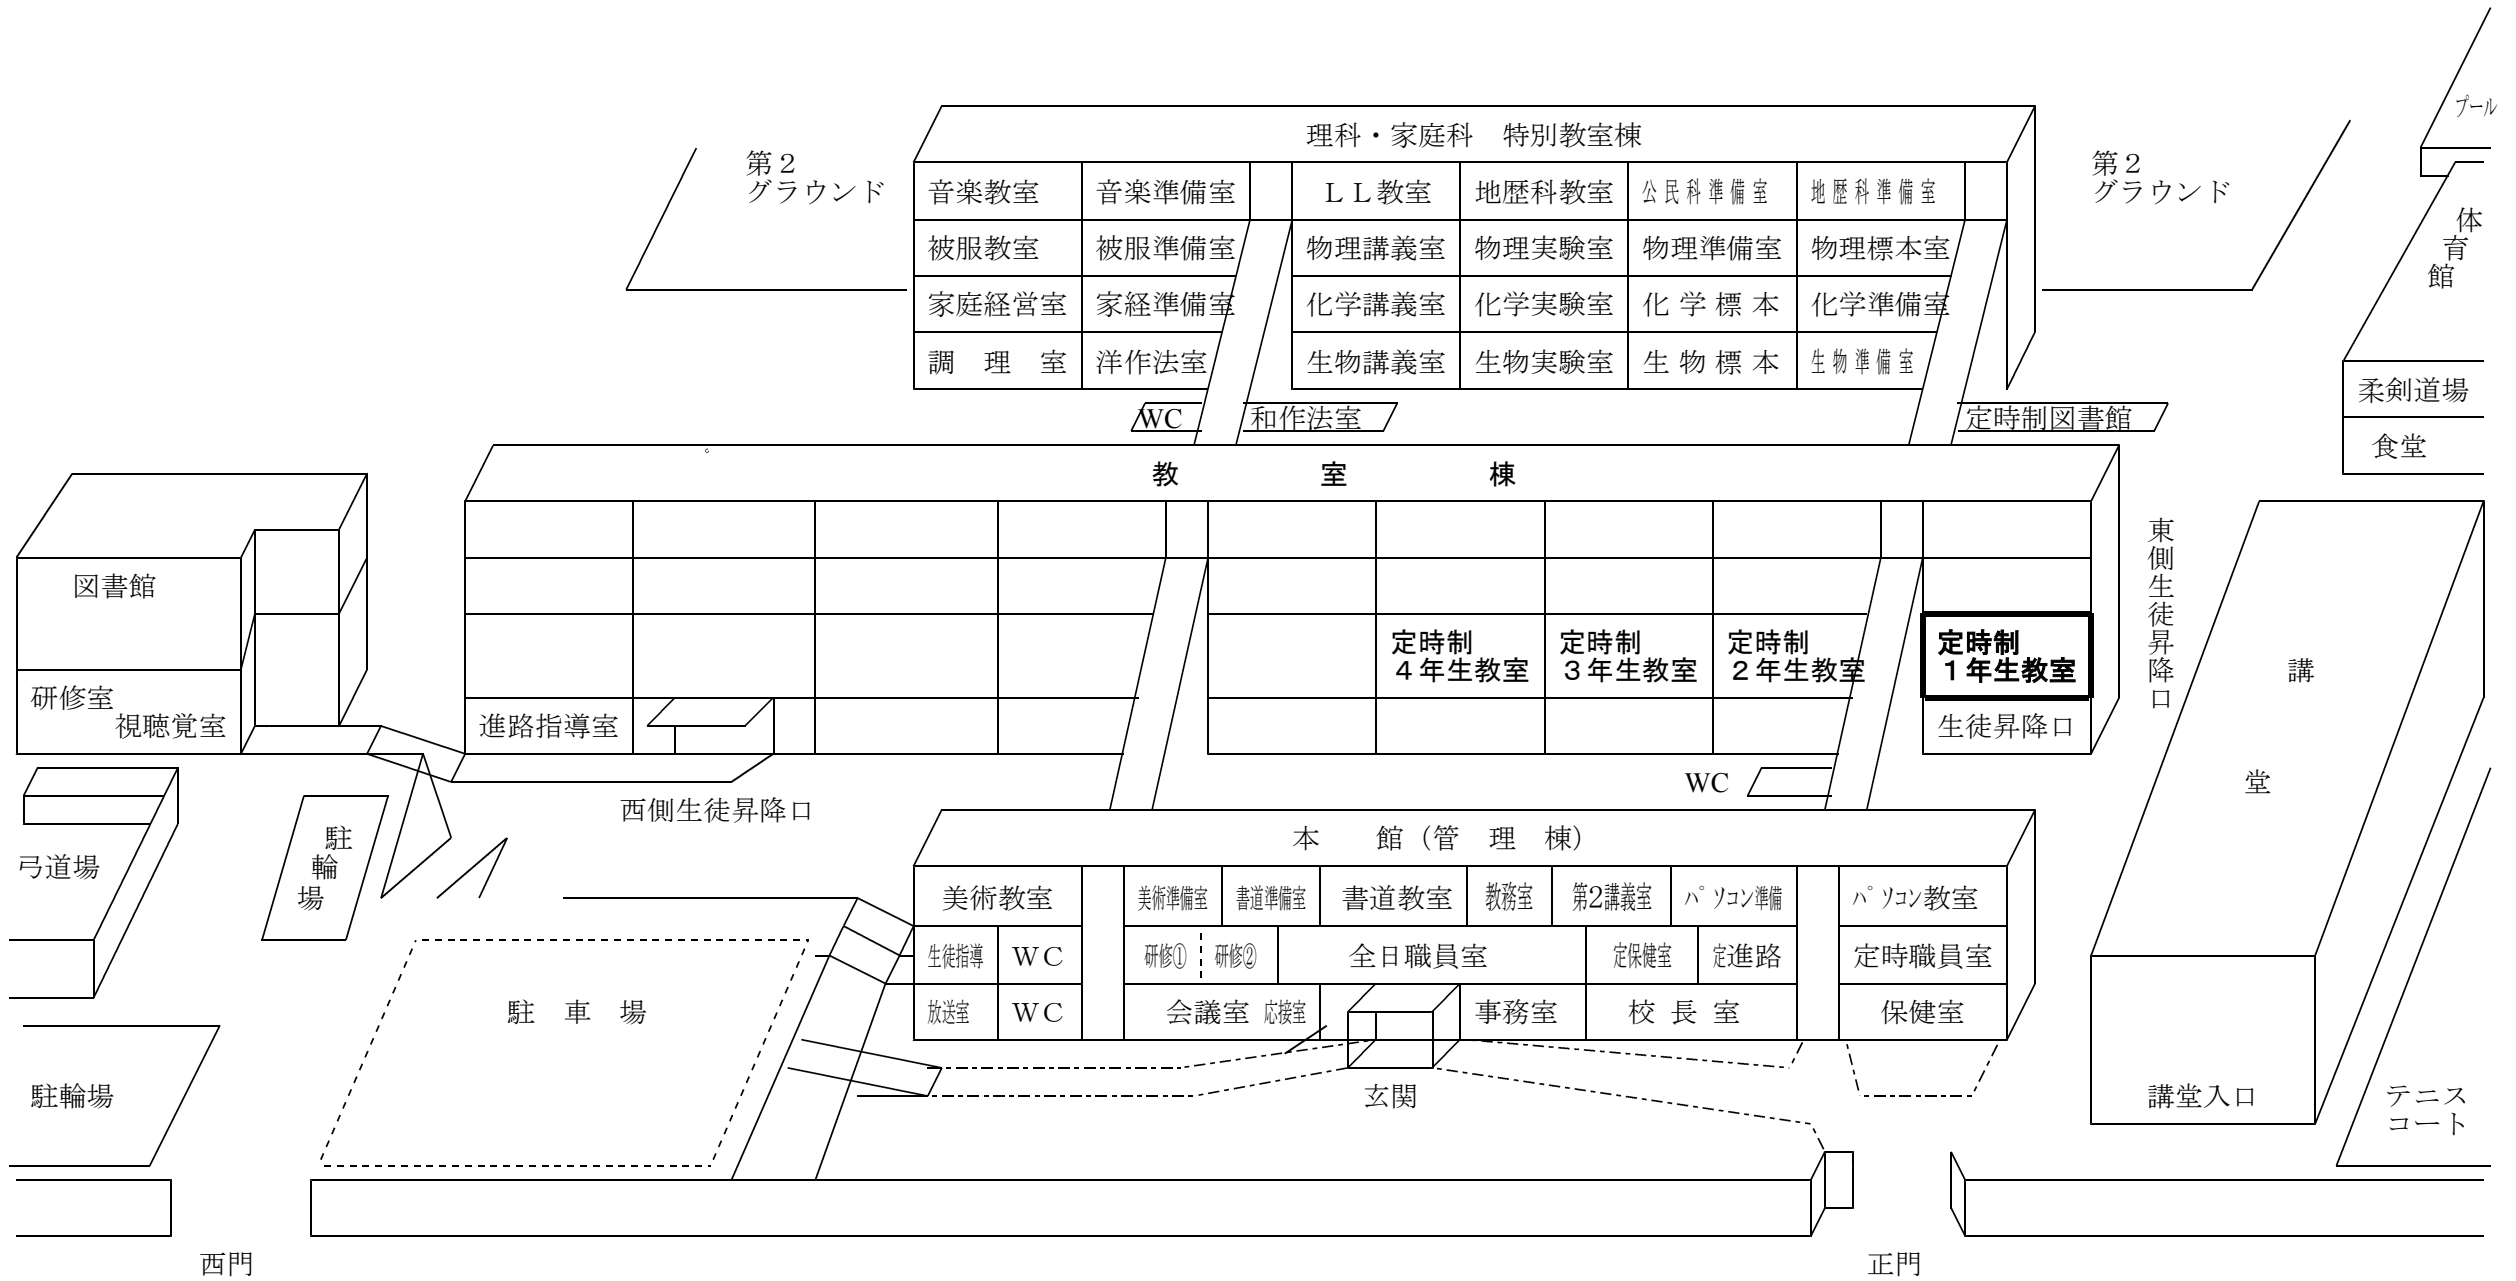 プール
理科・家庭科　特別教室棟
第２
グラウンド
第２
グラウンド
音楽教室　音楽準備室　ＬＬ教室　地歴科教室　公民科準備室　地歴科準備室
体
育
館
被服教室　被服準備室　物理講義室　物理実験室　物理準備室　物理標本室
家庭経営室　家経準備室　化学講義室　化学実験室　化学標本　化学準備室
調　理　室　洋作法室　生物講義室　生物実験室　生物標本　生物準備室
柔剣道場
WC　和作法室　定時制図書館
食堂
教　室　棟
東側生徒昇降口
図書館
定時制
４年生教室
定時制
３年生教室
定時制
２年生教室
定時制
１年生教室
講
堂
研修室
視聴覚室
進路指導室
生徒昇降口
WC
西側生徒昇降口
本　館（管　理　棟）
駐
輪
場
弓道場
美術教室　美術準備室　書道準備室　書道教室　教務室　第2講義室　パソコン準備　パソコン教室
生徒指導　ＷＣ　研修①　研修②　全日職員室　定保健室　定進路　定時職員室
放送室　ＷＣ　会議室　応接室　事務室　校　長　室　保健室
駐　車　場
駐輪場
玄関
講堂入口
テニス
コート
西門
正門